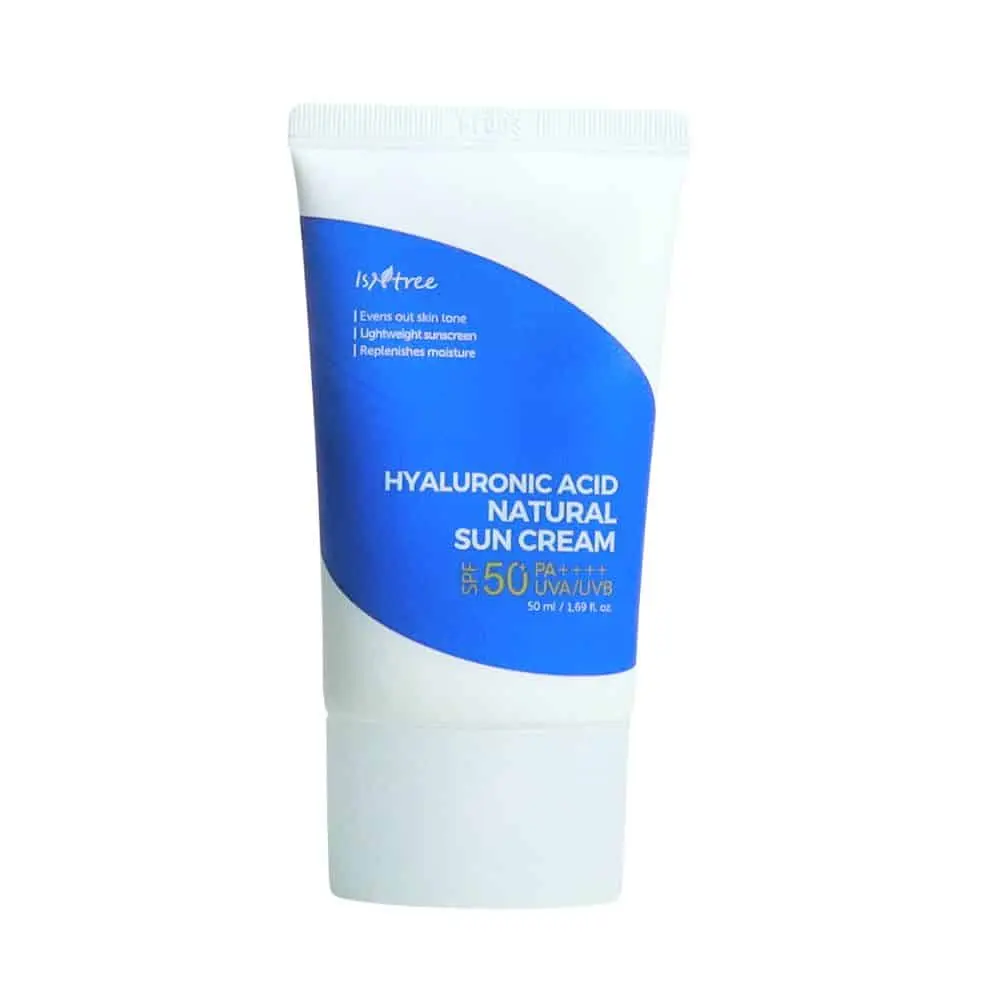 Isntree
| Evens out skin tone
| Lightweight sunscreen
| Replenishes moisture
HYALURONIC ACID
NATURAL
SUN CREAM
SPF 50+ PA++++
UVA/UVB
50 ml / 1.69 fl. oz.